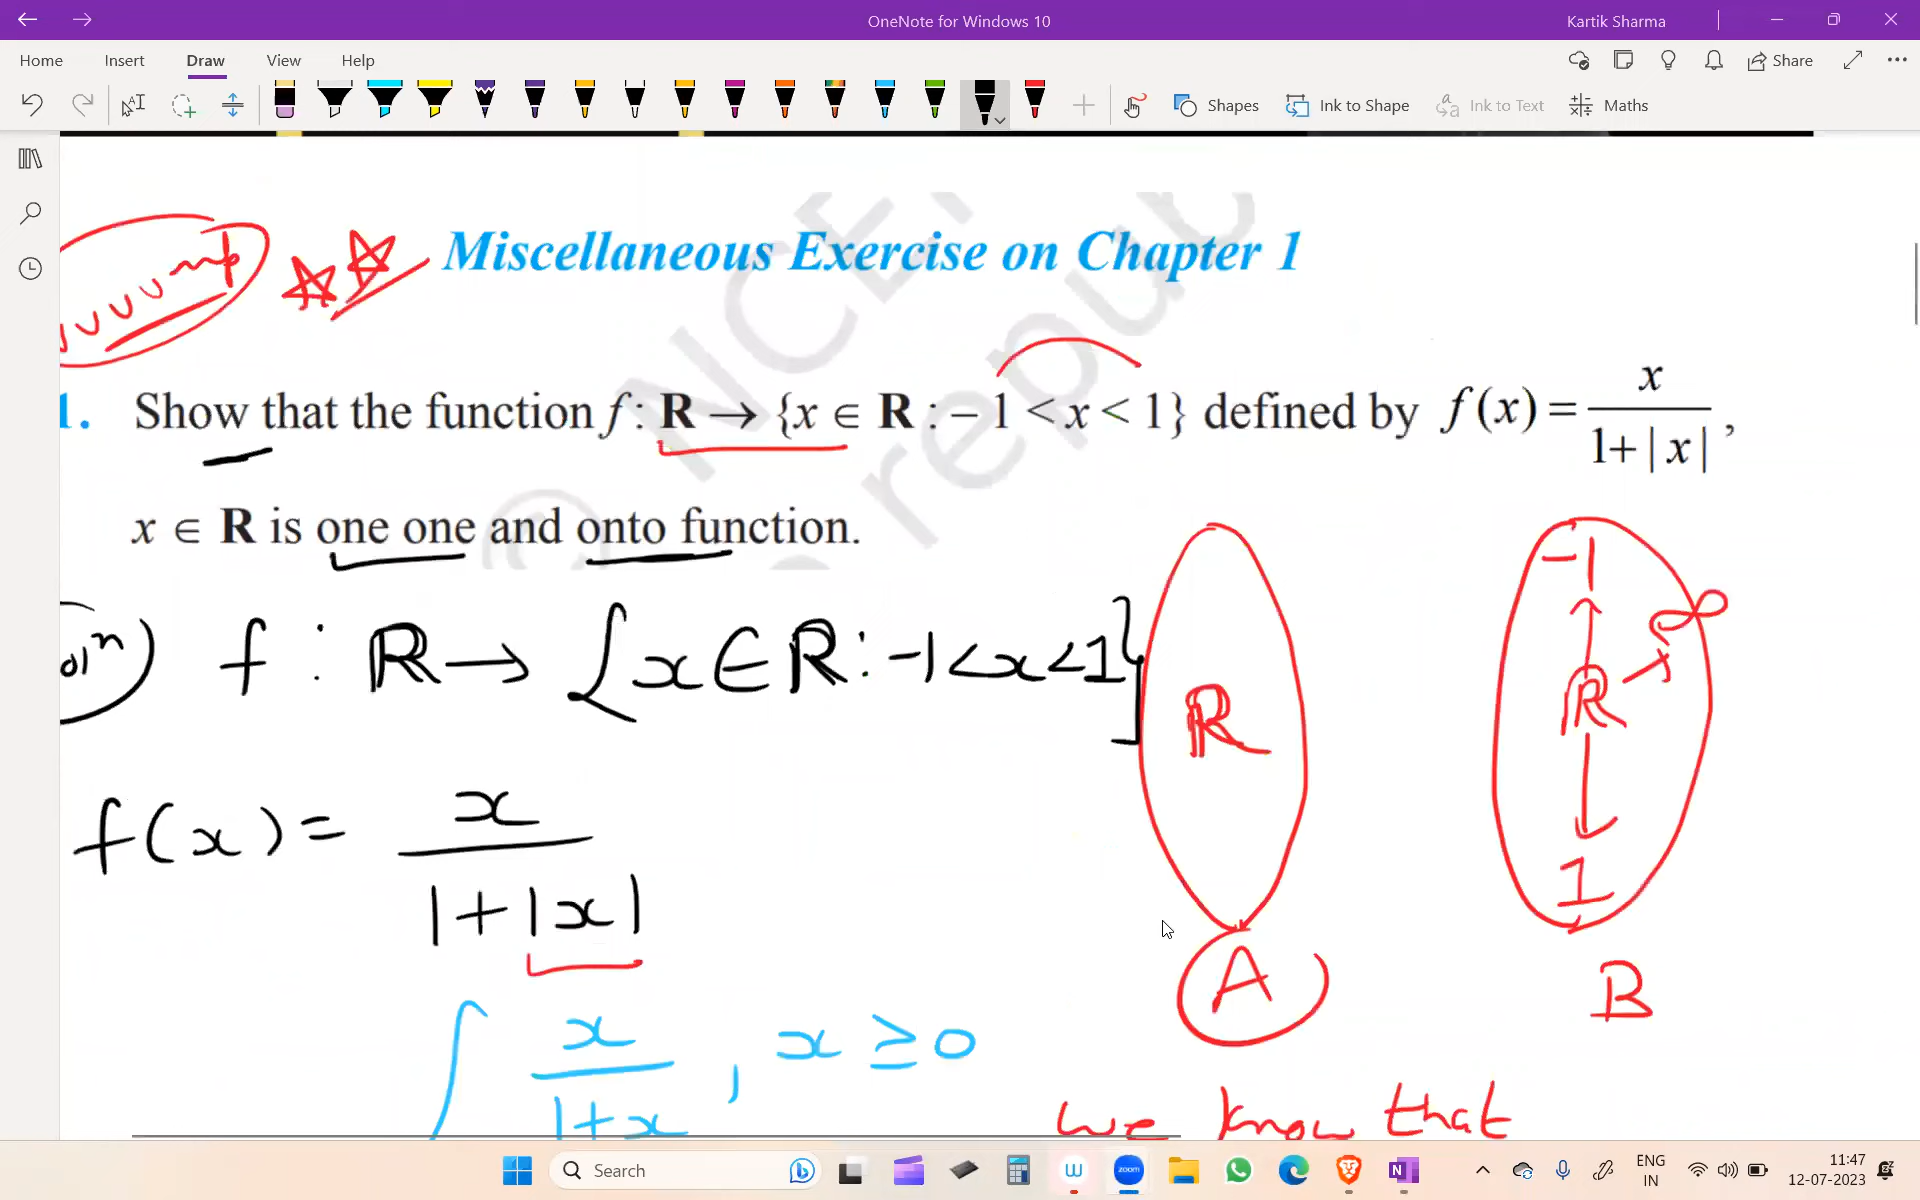 OneNote for Windows 10
Kartik Sharma
Home Insert Draw View Help
Share
Shapes Ink to Shape Ink to Text Maths
Miscellaneous Exercise on Chapter 1
1. Show that the function f : R → {x ∈ R : – 1 < x < 1} defined by f(x) = x / (1+|x|),
x ∈ R is one one and onto function.
f : R → {x ∈ R : -1 < x < 1}
f(x) = x / (1+|x|)
x / (1+x) , x ≥ 0
R
A
-1
R
1
B
we know that
Search
zoom
ENG
IN
11:47
12-07-2023